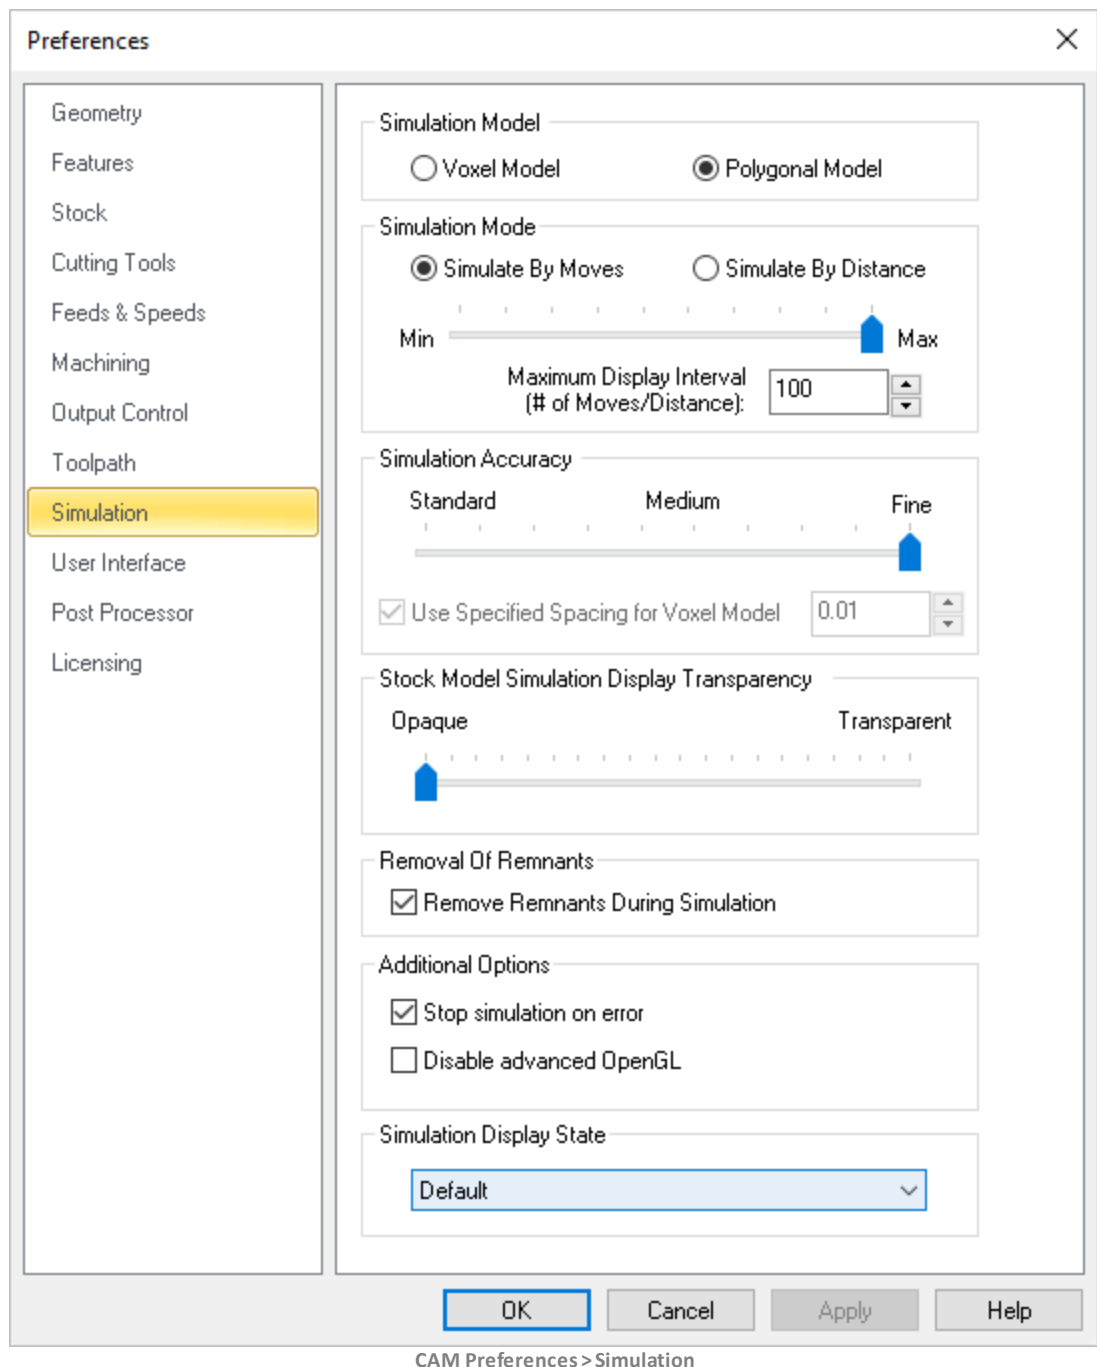 Preferences
Geometry
Features
Stock
Cutting Tools
Feeds & Speeds
Machining
Output Control
Toolpath
Simulation
User Interface
Post Processor
Licensing
Simulation Model
Voxel Model
Polygonal Model
Simulation Mode
Simulate By Moves
Simulate By Distance
Min
Max
Maximum Display Interval
(# of Moves/Distance):
100
Simulation Accuracy
Standard
Medium
Fine
Use Specified Spacing for Voxel Model
0.01
Stock Model Simulation Display Transparency
Opaque
Transparent
Removal Of Remnants
Remove Remnants During Simulation
Additional Options
Stop simulation on error
Disable advanced OpenGL
Simulation Display State
Default
OK
Cancel
Apply
Help
CAM Preferences > Simulation